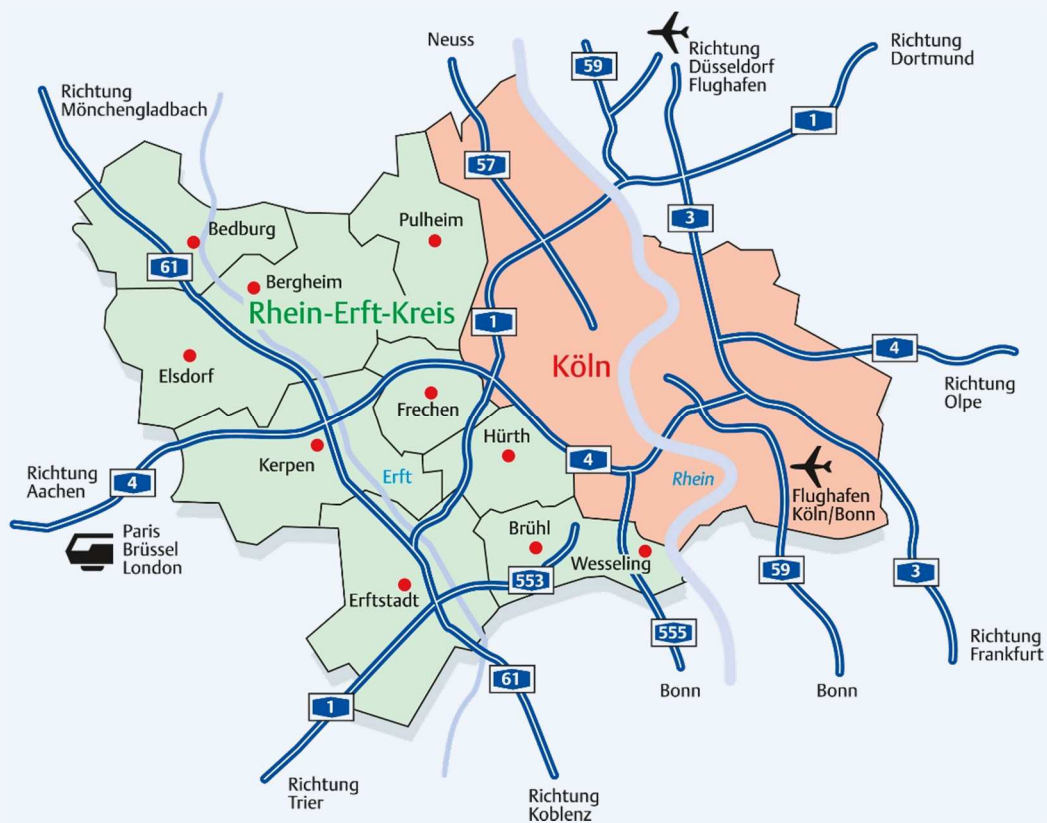 Neuss
59
Richtung
Düsseldorf
Flughafen
Richtung
Dortmund
Richtung
Mönchengladbach
1
57
3
Pulheim
Bedburg
61
Bergheim
Rhein-Erft-Kreis
1
4
Elsdorf
Köln
Richtung
Olpe
Frechen
Hürth
Kerpen
4
Erft
Rhein
Richtung
Aachen
4
Flughafen
Köln/Bonn
Paris
Brüssel
London
Brühl
Wesseling
553
59
3
Erftstadt
555
Richtung
Frankfurt
61
Bonn
Bonn
1
Richtung
Trier
Richtung
Koblenz